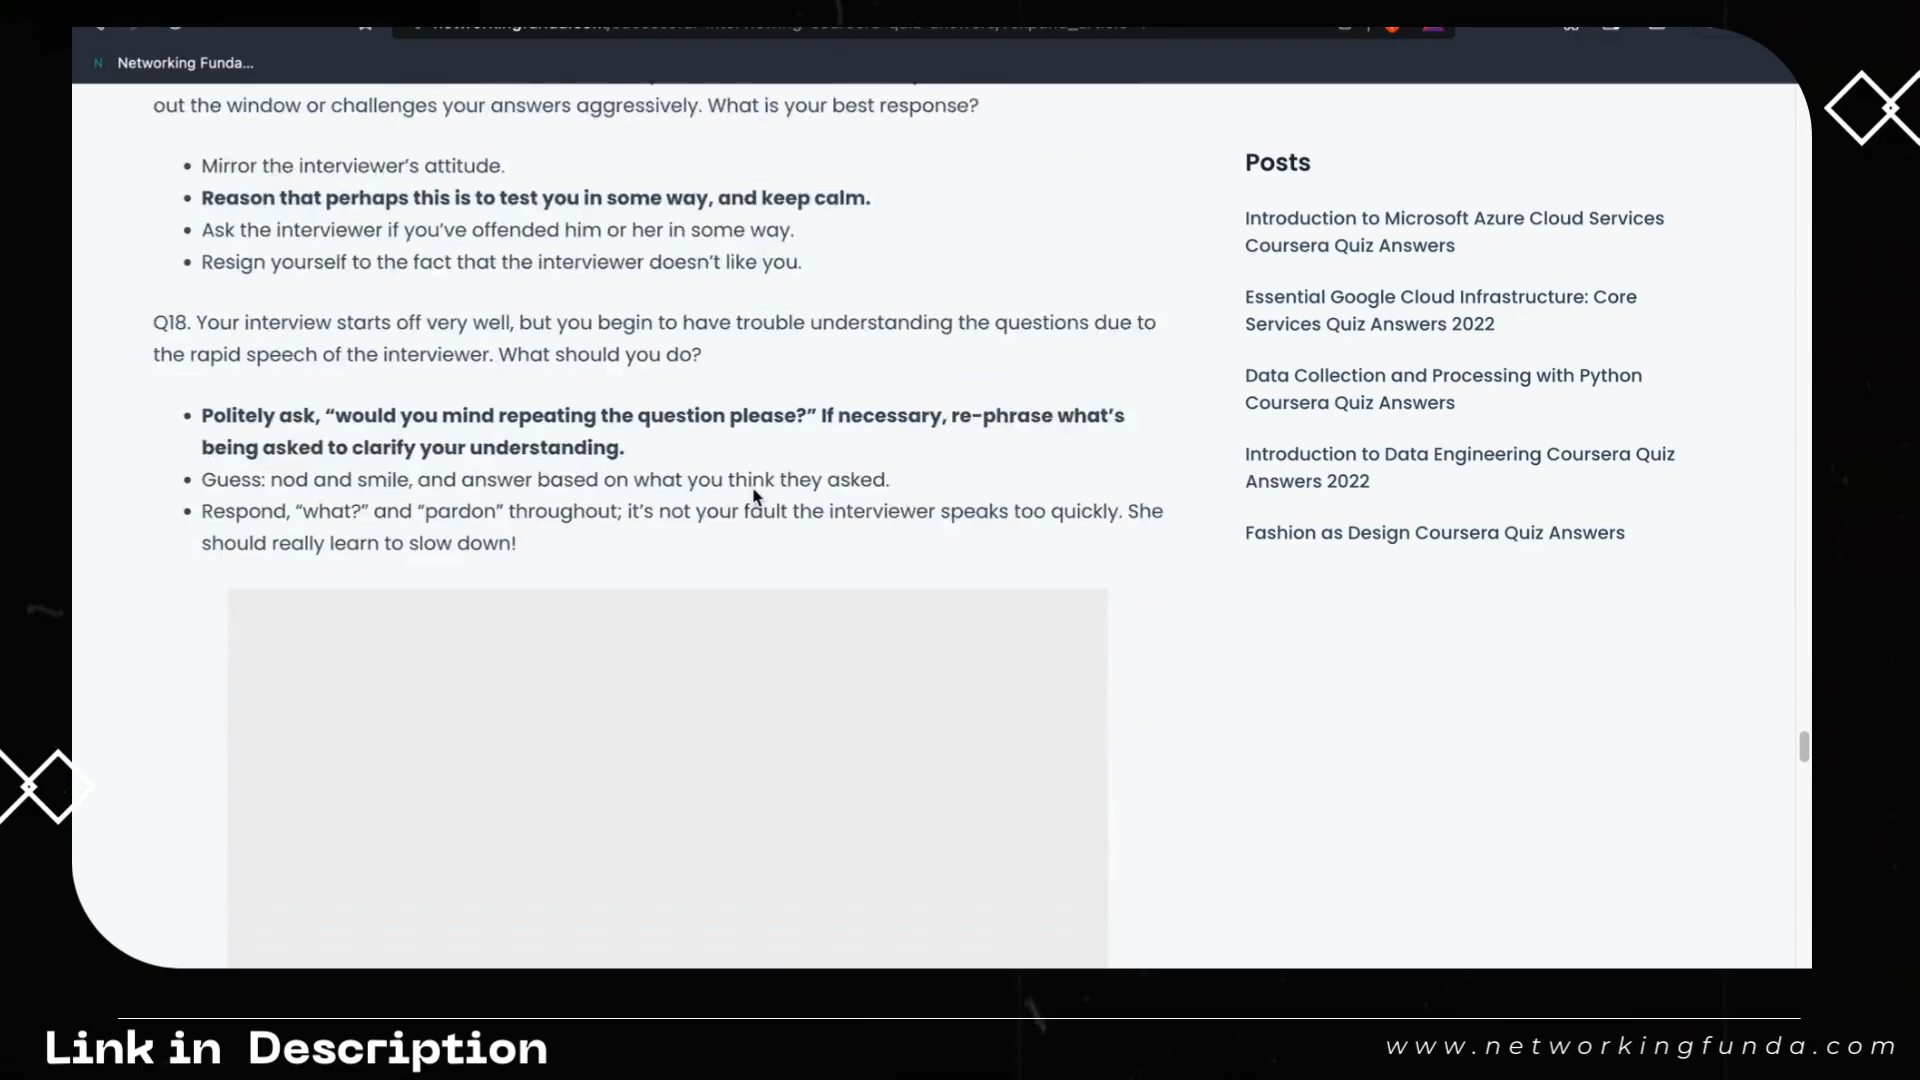 Networking Funda...
out the window or challenges your answers aggressively. What is your best response?
• Mirror the interviewer's attitude.
• Reason that perhaps this is to test you in some way, and keep calm.
• Ask the interviewer if you've offended him or her in some way.
• Resign yourself to the fact that the interviewer doesn't like you.
Q18. Your interview starts off very well, but you begin to have trouble understanding the questions due to
the rapid speech of the interviewer. What should you do?
• Politely ask, “would you mind repeating the question please?” If necessary, re-phrase what's
being asked to clarify your understanding.
• Guess: nod and smile, and answer based on what you think they asked.
• Respond, “what?” and “pardon” throughout; it's not your fault the interviewer speaks too quickly. She
should really learn to slow down!
Posts
Introduction to Microsoft Azure Cloud Services
Coursera Quiz Answers
Essential Google Cloud Infrastructure: Core
Services Quiz Answers 2022
Data Collection and Processing with Python
Coursera Quiz Answers
Introduction to Data Engineering Coursera Quiz
Answers 2022
Fashion as Design Coursera Quiz Answers
Link in Description
www.networkingfunda.com